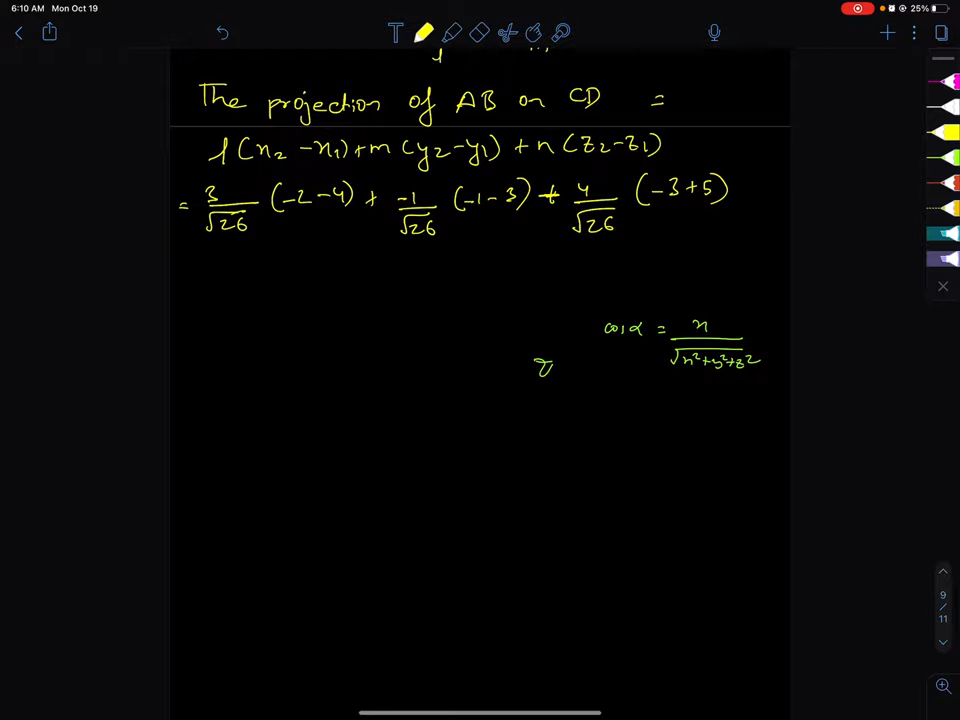 6:10 AM Mon Oct 19 25%
T
The projection of AB on CD =
l(x₂ - x₁) + m(y₂ - y₁) + n(z₂ - z₁)
= 3/√26 (-2-4) + -1/√26 (-1-3) + 4/√26 (-3+5)
cos α = x/√x²+y²+z²
9
/
11